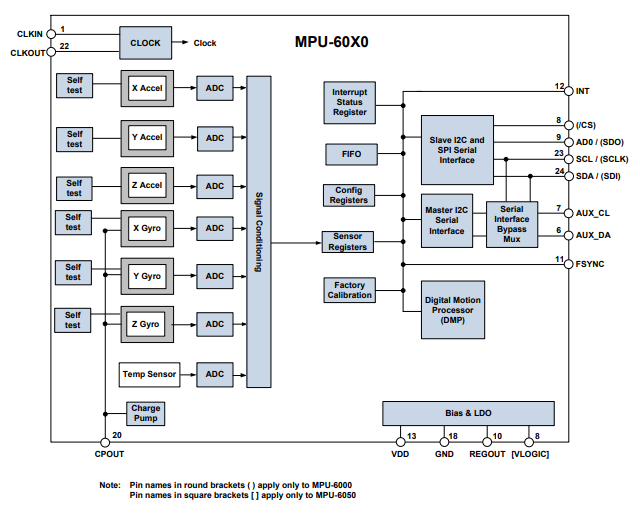 MPU-60X0
CLKIN
1
22
CLKOUT
CLOCK
Clock
Self
test
X Accel
ADC
Self
test
Y Accel
ADC
Self
test
Z Accel
ADC
Self
test
X Gyro
ADC
Self
test
Y Gyro
ADC
Self
test
Z Gyro
ADC
Temp Sensor
ADC
Signal Conditioning
Charge
Pump
20
CPOUT
Interrupt
Status
Register
FIFO
Config
Registers
Sensor
Registers
Factory
Calibration
Slave I2C and
SPI Serial
Interface
Master I2C
Serial
Interface
Serial
Interface
Bypass
Mux
Digital Motion
Processor
(DMP)
12
INT
8
(/CS)
9
AD0 / (SDO)
23
SCL / (SCLK)
24
SDA / (SDI)
7
AUX_CL
6
AUX_DA
11
FSYNC
Bias & LDO
13
18
10
8
VDD
GND
REGOUT
[VLOGIC]
Note: Pin names in round brackets ( ) apply only to MPU-6000
Pin names in square brackets [ ] apply only to MPU-6050